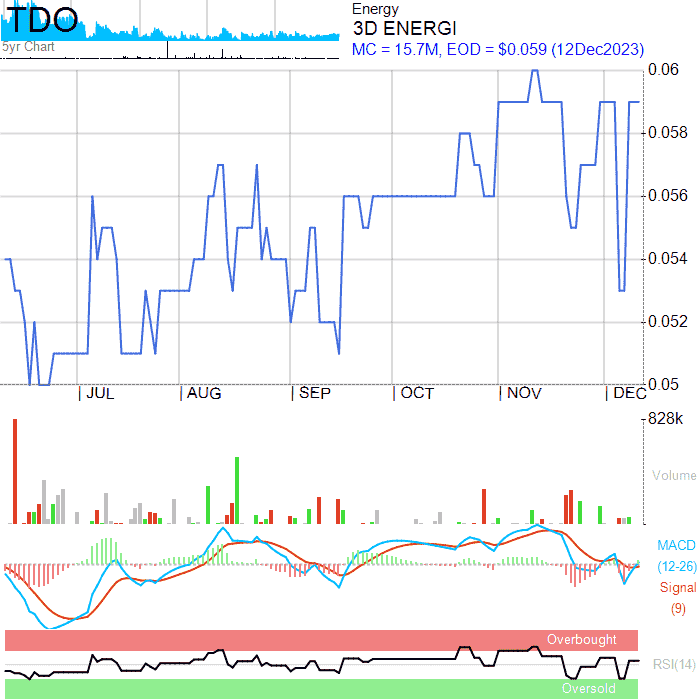 TDO
5yr Chart
Energy
3D ENERGI
MC = 15.7M, EOD = $0.059 (12Dec2023)
0.06
0.058
0.056
0.054
0.052
0.05
JUL
AUG
SEP
OCT
NOV
DEC
828k
Volume
MACD
(12-26)
Signal
(9)
Overbought
RSI(14)
Oversold